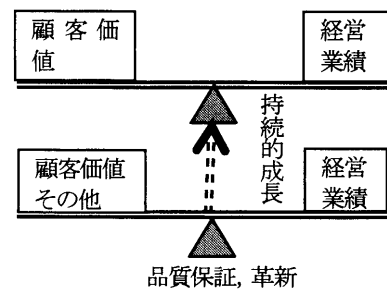 顧客価
値
経営
業績
持続的成長
顧客価値
その他
経営
業績
品質保証, 革新